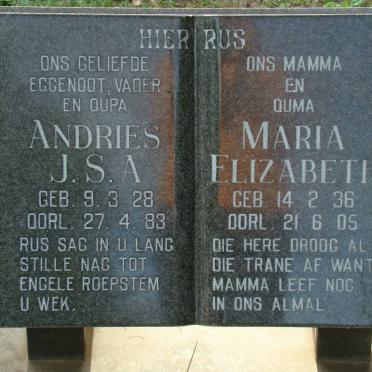 HIER RUS
ONS GELIEFDE
EGGENOOT, VADER
EN OUPA
ANDRIES
J.S.A
GEB. 9.3 28
OORL. 27.4.83
RUS SAG IN U LANG
STILLE NAG TOT
ENGELE ROEPSTEM
U WEK.
ONS MAMMA
EN
OUMA
MARIA
ELIZABETH
GEB 14 2 36
OORL 21 6 05
DIE HERE DROOG AL
DIE TRANE AF WANT
MAMMA LEEF NOG
IN ONS ALMAL